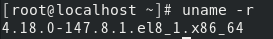 [root@localhost ~]# uname -r
4.18.0-147.8.1.el8_1.x86_64